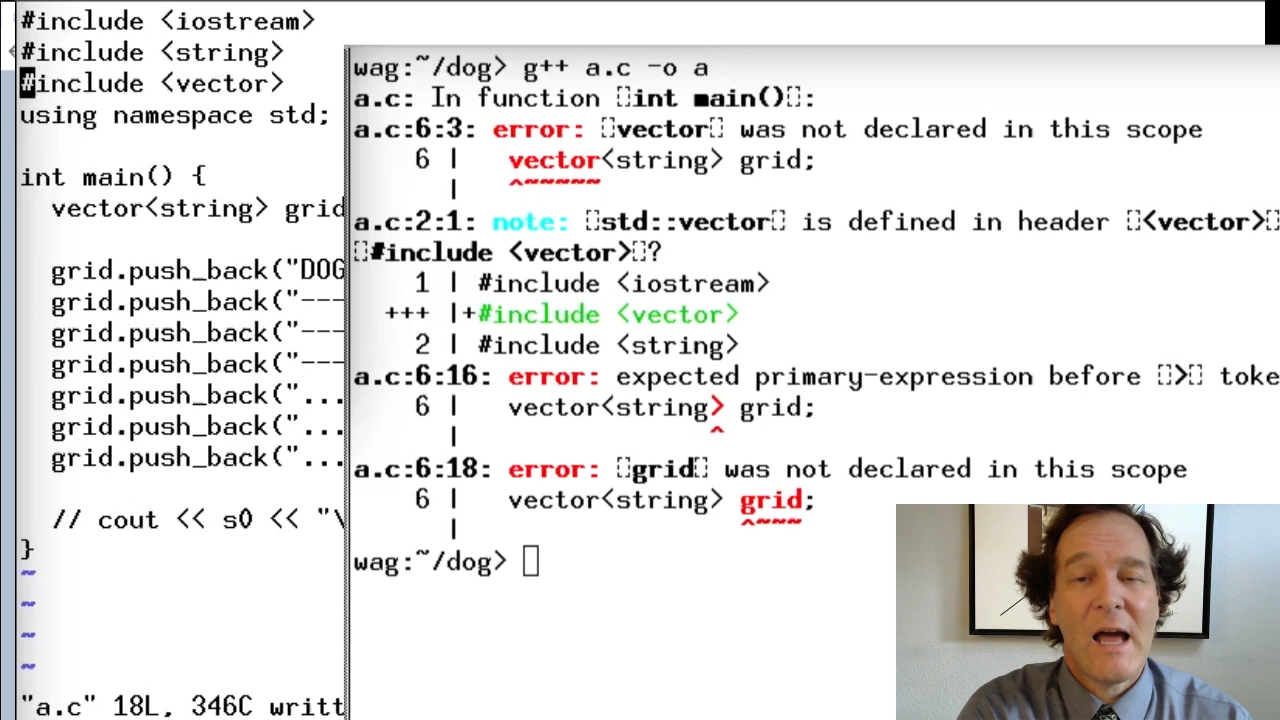 #include <iostream>
#include <string>
#include <vector>
using namespace std;
int main() {
vector<string> grid
grid.push_back("DOG
grid.push_back("---
grid.push_back("---
grid.push_back("---
grid.push_back("...
grid.push_back("...
grid.push_back("...
// cout << s0 << "\
}
~
~
~
~
"a.c" 18L, 346C writt
wag:~/dog> g++ a.c -o a
a.c: In function int main():
a.c:6:3: error: vector was not declared in this scope
6 | vector<string> grid;
| ^~~~~~
a.c:2:1: note: std::vector is defined in header <vector>
#include <vector>?
1 | #include <iostream>
+++ |+#include <vector>
2 | #include <string>
a.c:6:16: error: expected primary-expression before > toke
6 | vector<string> grid;
| ^
a.c:6:18: error: grid was not declared in this scope
6 | vector<string> grid;
| ^~~~
wag:~/dog>